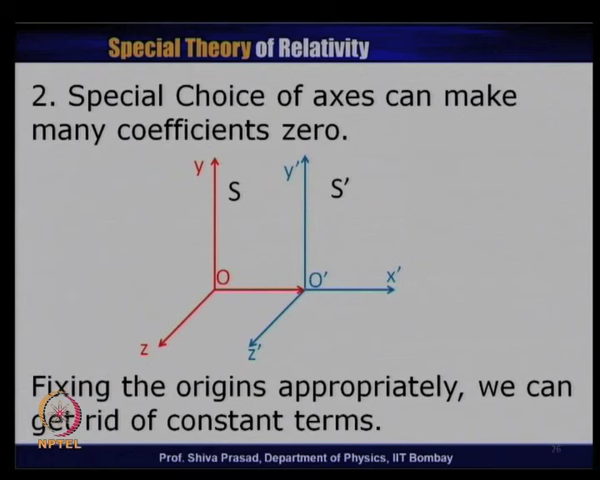 Special Theory of Relativity
2. Special Choice of axes can make
many coefficients zero.
y
S
y'
S'
O
O'
x'
z
z'
Fixing the origins appropriately, we can
get rid of constant terms.
NPTEL
Prof. Shiva Prasad, Department of Physics, IIT Bombay
76